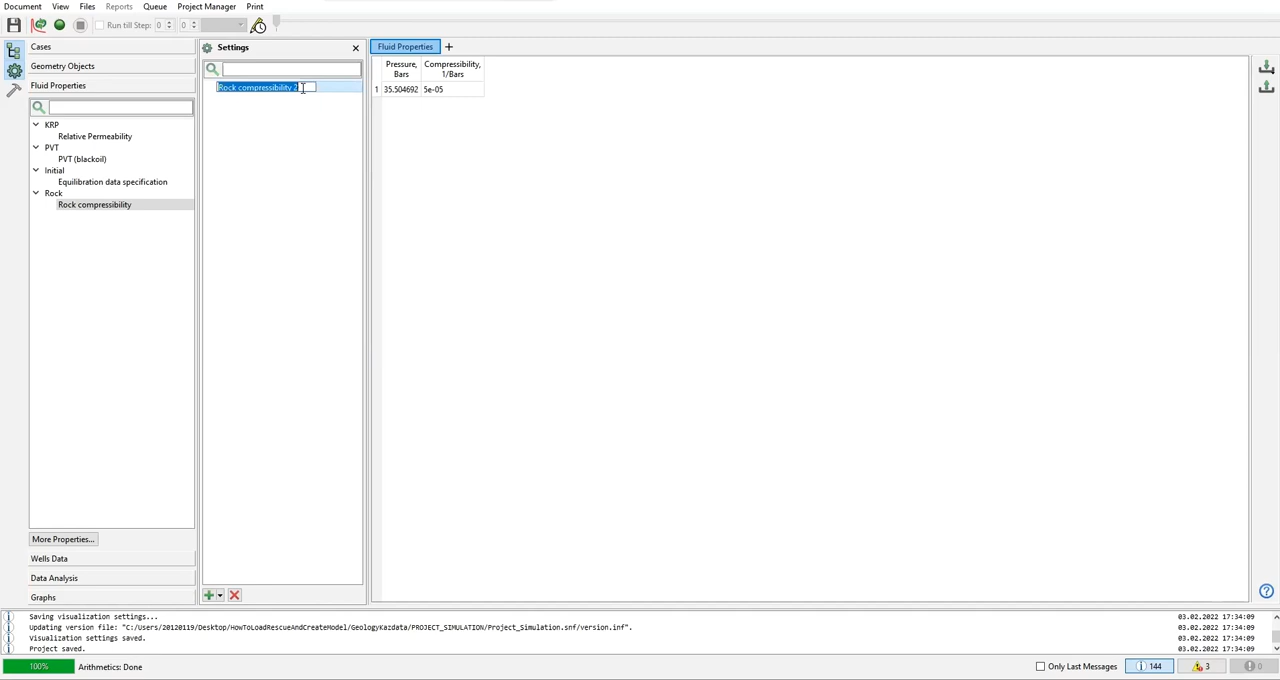 Document View Files Reports Queue Project Manager Print
Run till Step: 0 0
Cases
Geometry Objects
Fluid Properties
KRP
Relative Permeability
PVT
PVT (blackoil)
Initial
Equilibration data specification
Rock
Rock compressibility
More Properties...
Wells Data
Data Analysis
Graphs
Settings
Rock compressibility 2
Fluid Properties
Pressure, Compressibility,
Bars 1/Bars
1 35.504692 5e-05
Saving visualization settings... 03.02.2022 17:34:09
Updating version file: "C:/Users/20120119/Desktop/HowToLoadRescueAndCreateModel/GeologyKazdata/PROJECT_SIMULATION/Project_Simulation.snf/version.inf". 03.02.2022 17:34:09
Visualization settings saved. 03.02.2022 17:34:09
Project saved. 03.02.2022 17:34:09
100% Arithmetics: Done Only Last Messages 144 3 0